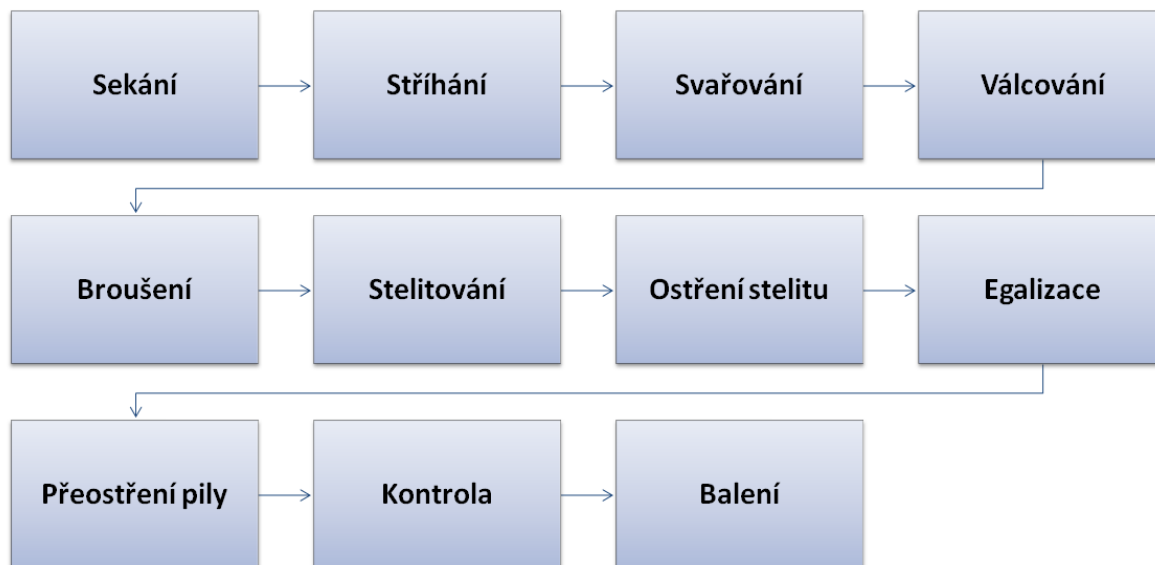 Sekání
Stříhání
Svařování
Válcování
Broušení
Stelitování
Ostření stelitu
Egalizace
Přeostření pily
Kontrola
Balení